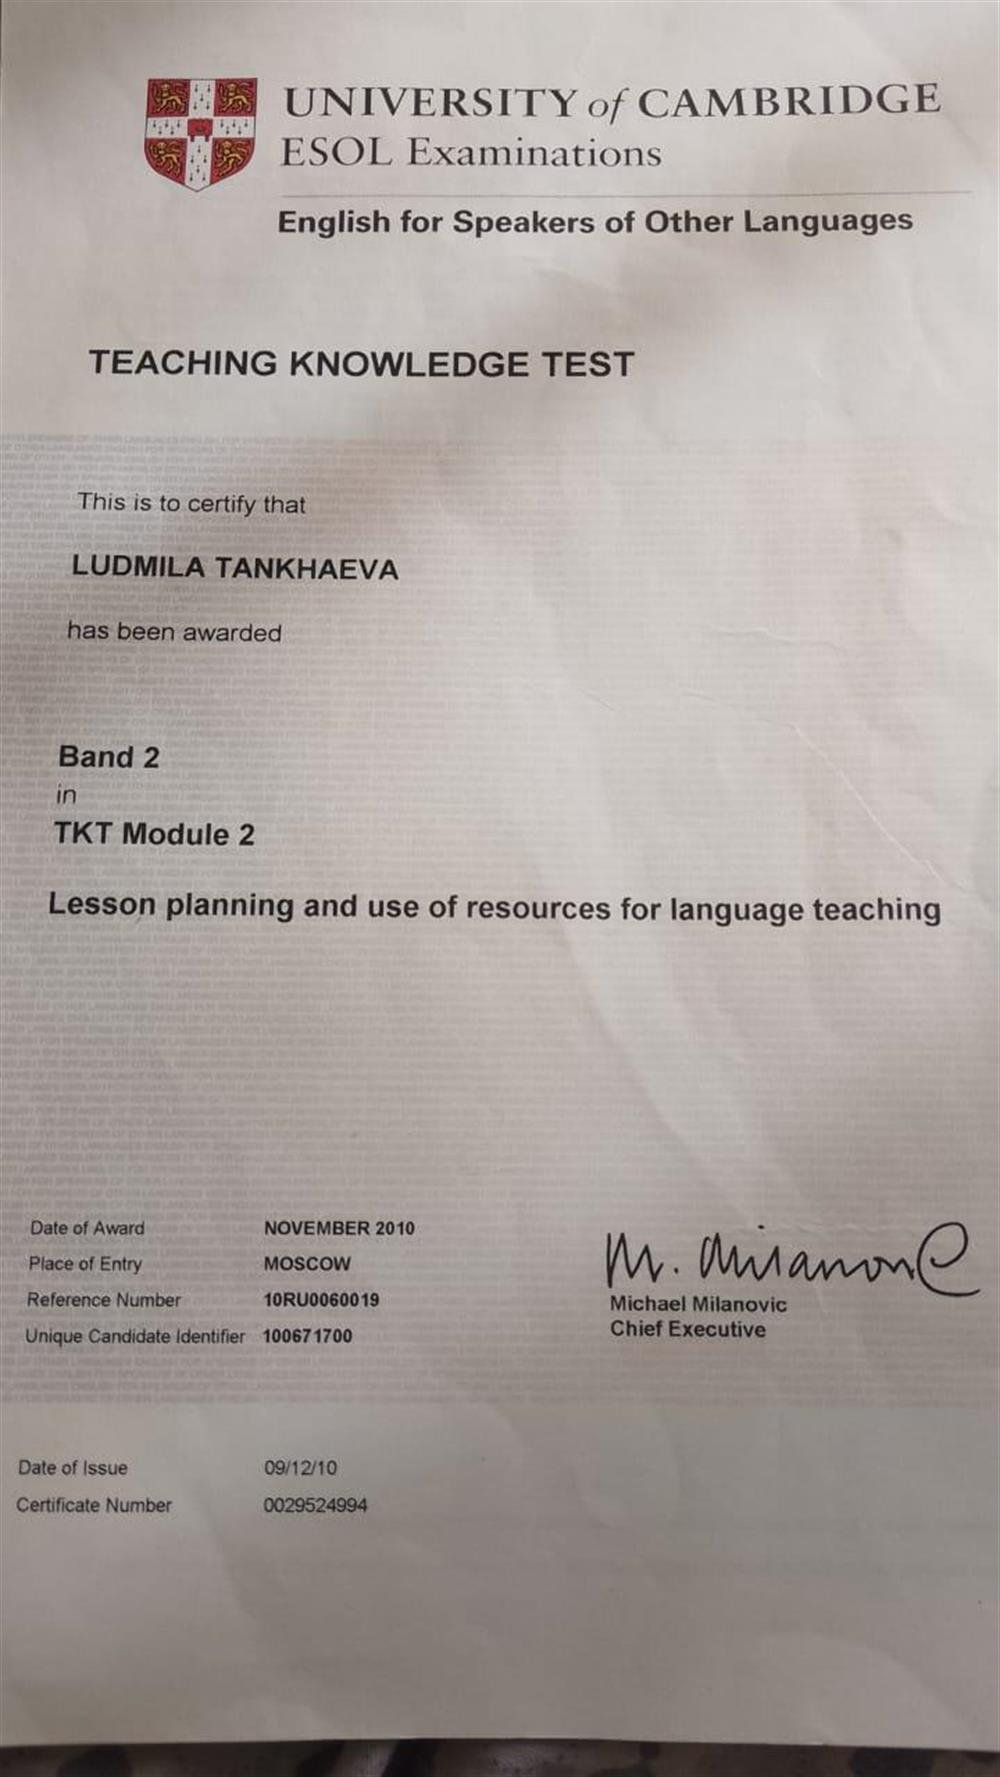 UNIVERSITY of CAMBRIDGE
ESOL Examinations
English for Speakers of Other Languages
TEACHING KNOWLEDGE TEST
This is to certify that
LUDMILA TANKHAEVA
has been awarded
Band 2
in
TKT Module 2
Lesson planning and use of resources for language teaching
Date of Award NOVEMBER 2010
Place of Entry MOSCOW
Reference Number 10RU0060019
Unique Candidate Identifier 100671700
M. Milanovic
Michael Milanovic
Chief Executive
Date of Issue 09/12/10
Certificate Number 0029524994